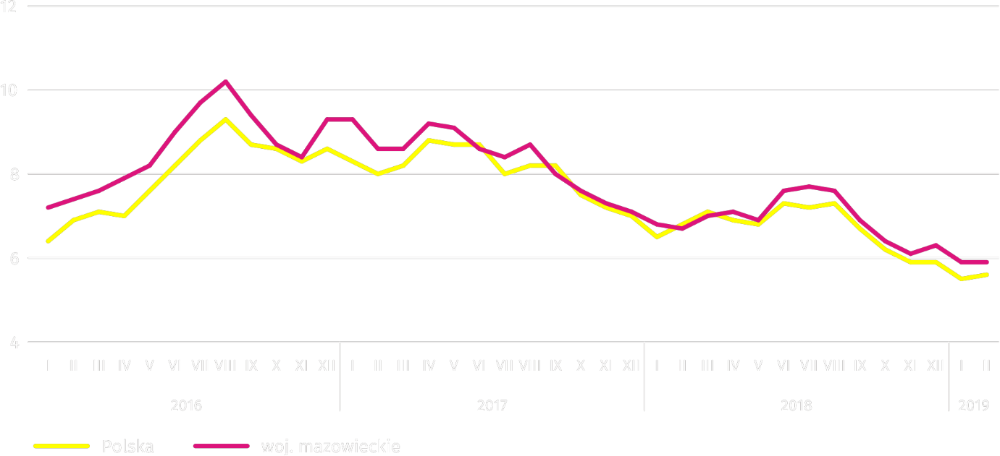 12
10
8
6
4
I II III IV V VI VII VIII IX X XI XII I II III IV V VI VII VIII IX X XI XII I II III IV V VI VII VIII IX X XI XII I II
2016 2017 2018 2019
Polska woj. mazowieckie